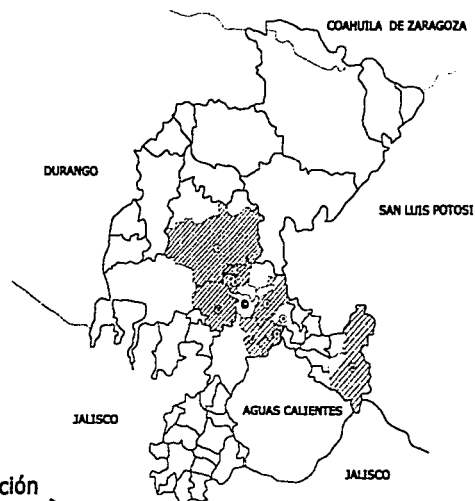 COAHUILA DE ZARAGOZA
DURANGO
SAN LUIS POTOSI
JALISCO
AGUAS CALIENTES
JALISCO
ción